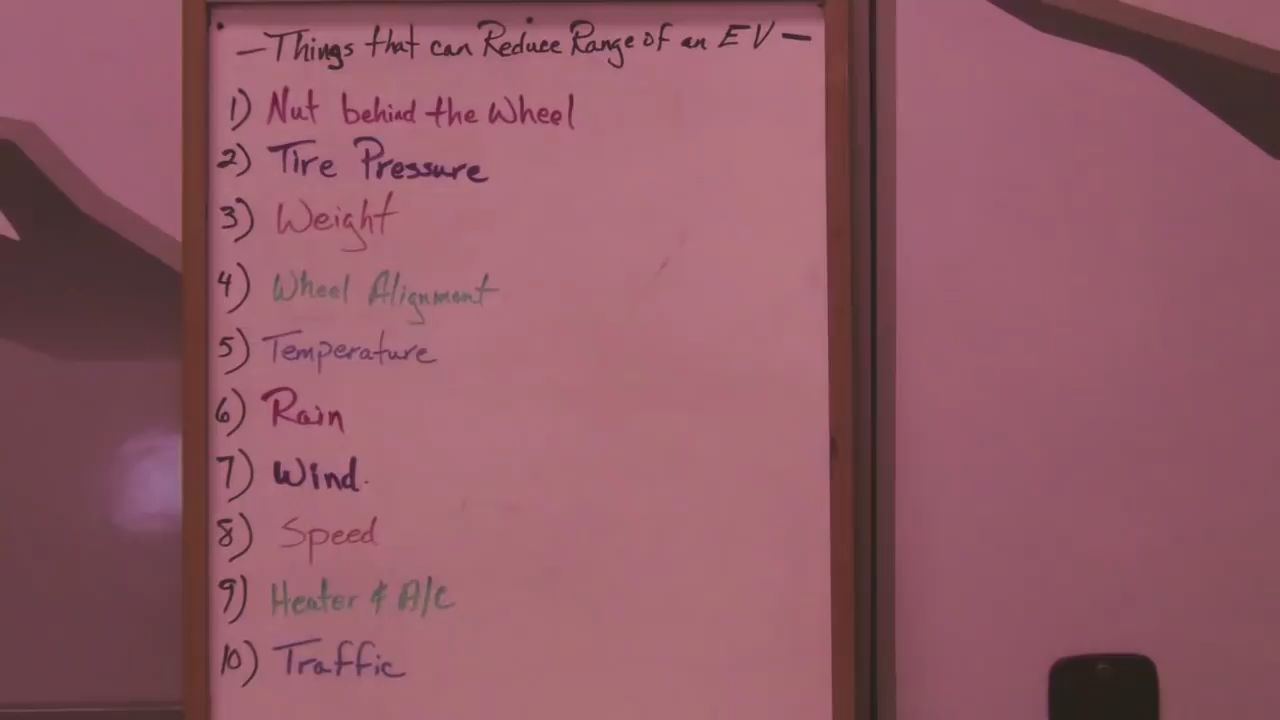 - Things that can Reduce Range of an EV -
1) Nut behind the Wheel
2) Tire Pressure
3) Weight
4) Wheel Alignment
5) Temperature
6) Rain
7) Wind.
8) Speed
9) Heater & A/C
10) Traffic